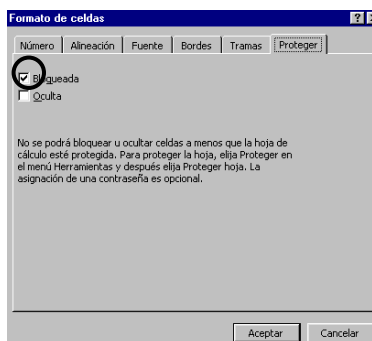 Formato de celdas
Número Alineación Fuente Bordes Tramas Proteger
Bloqueada
Oculta
No se podrá bloquear u ocultar celdas a menos que la hoja de
cálculo esté protegida. Para proteger la hoja, elija Proteger en
el menú Herramientas y después elija Proteger hoja. La
asignación de una contraseña es opcional.
Aceptar Cancelar